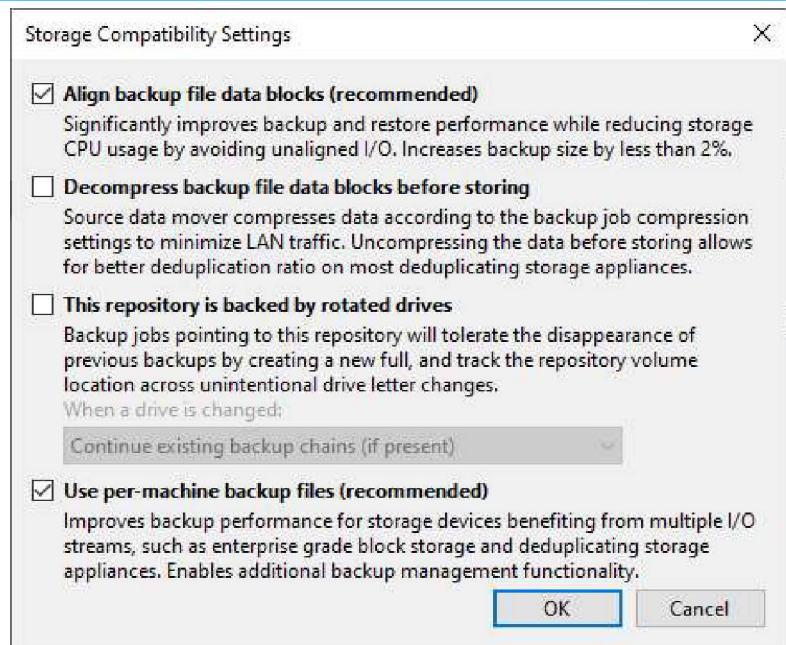 Storage Compatibility Settings
Align backup file data blocks (recommended)
Significantly improves backup and restore performance while reducing storage
CPU usage by avoiding unaligned I/O. Increases backup size by less than 2%.
Decompress backup file data blocks before storing
Source data mover compresses data according to the backup job compression
settings to minimize LAN traffic. Uncompressing the data before storing allows
for better deduplication ratio on most deduplicating storage appliances.
This repository is backed by rotated drives
Backup jobs pointing to this repository will tolerate the disappearance of
previous backups by creating a new full, and track the repository volume
location across unintentional drive letter changes.
When a drive is changed:
Continue existing backup chains (if present)
Use per-machine backup files (recommended)
Improves backup performance for storage devices benefiting from multiple I/O
streams, such as enterprise grade block storage and deduplicating storage
appliances. Enables additional backup management functionality.
OK Cancel